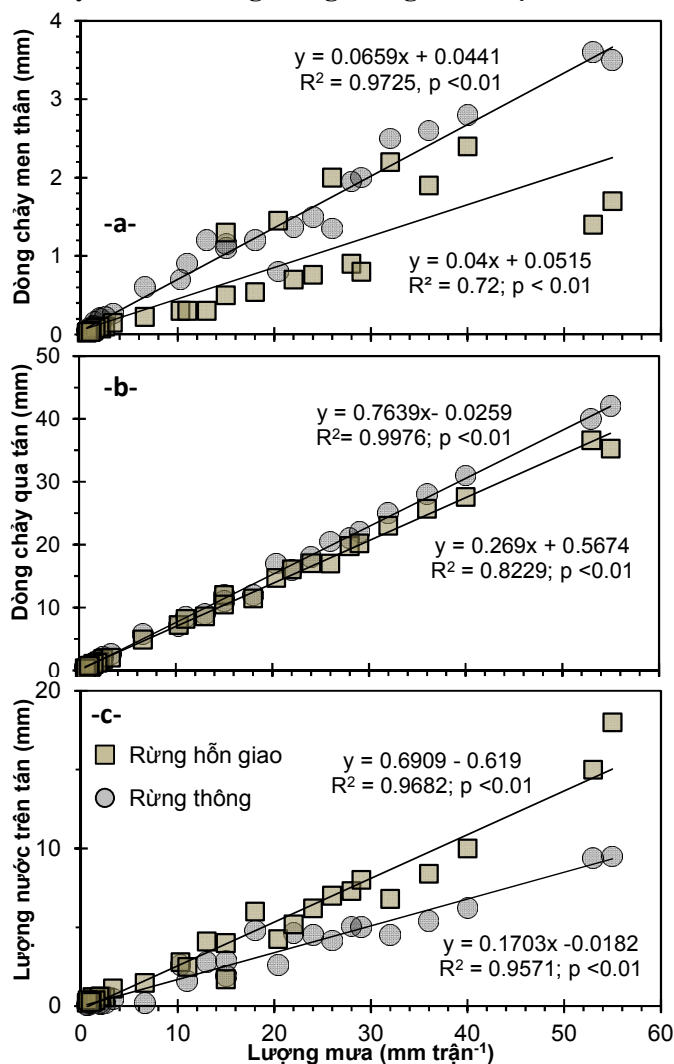 4
3
2
1
0
Dòng chảy men thân (mm)
y = 0.0659x + 0.0441
R² = 0.9725, p <0.01
-a-
y = 0.04x + 0.0515
R² = 0.72; p < 0.01
50
40
30
20
10
0
Dòng chảy qua tán (mm)
-b-
y = 0.7639x- 0.0259
R²= 0.9976; p <0.01
y = 0.269x + 0.5674
R² = 0.8229; p <0.01
20
10
0
Lượng nước trên tán (mm)
-c-
Rừng hỗn giao
Rừng thông
y = 0.6909 - 0.619
R² = 0.9682; p <0.01
y = 0.1703x -0.0182
R² = 0.9571; p <0.01
0 10 20 30 40 50 60
Lượng mưa (mm trận⁻¹)